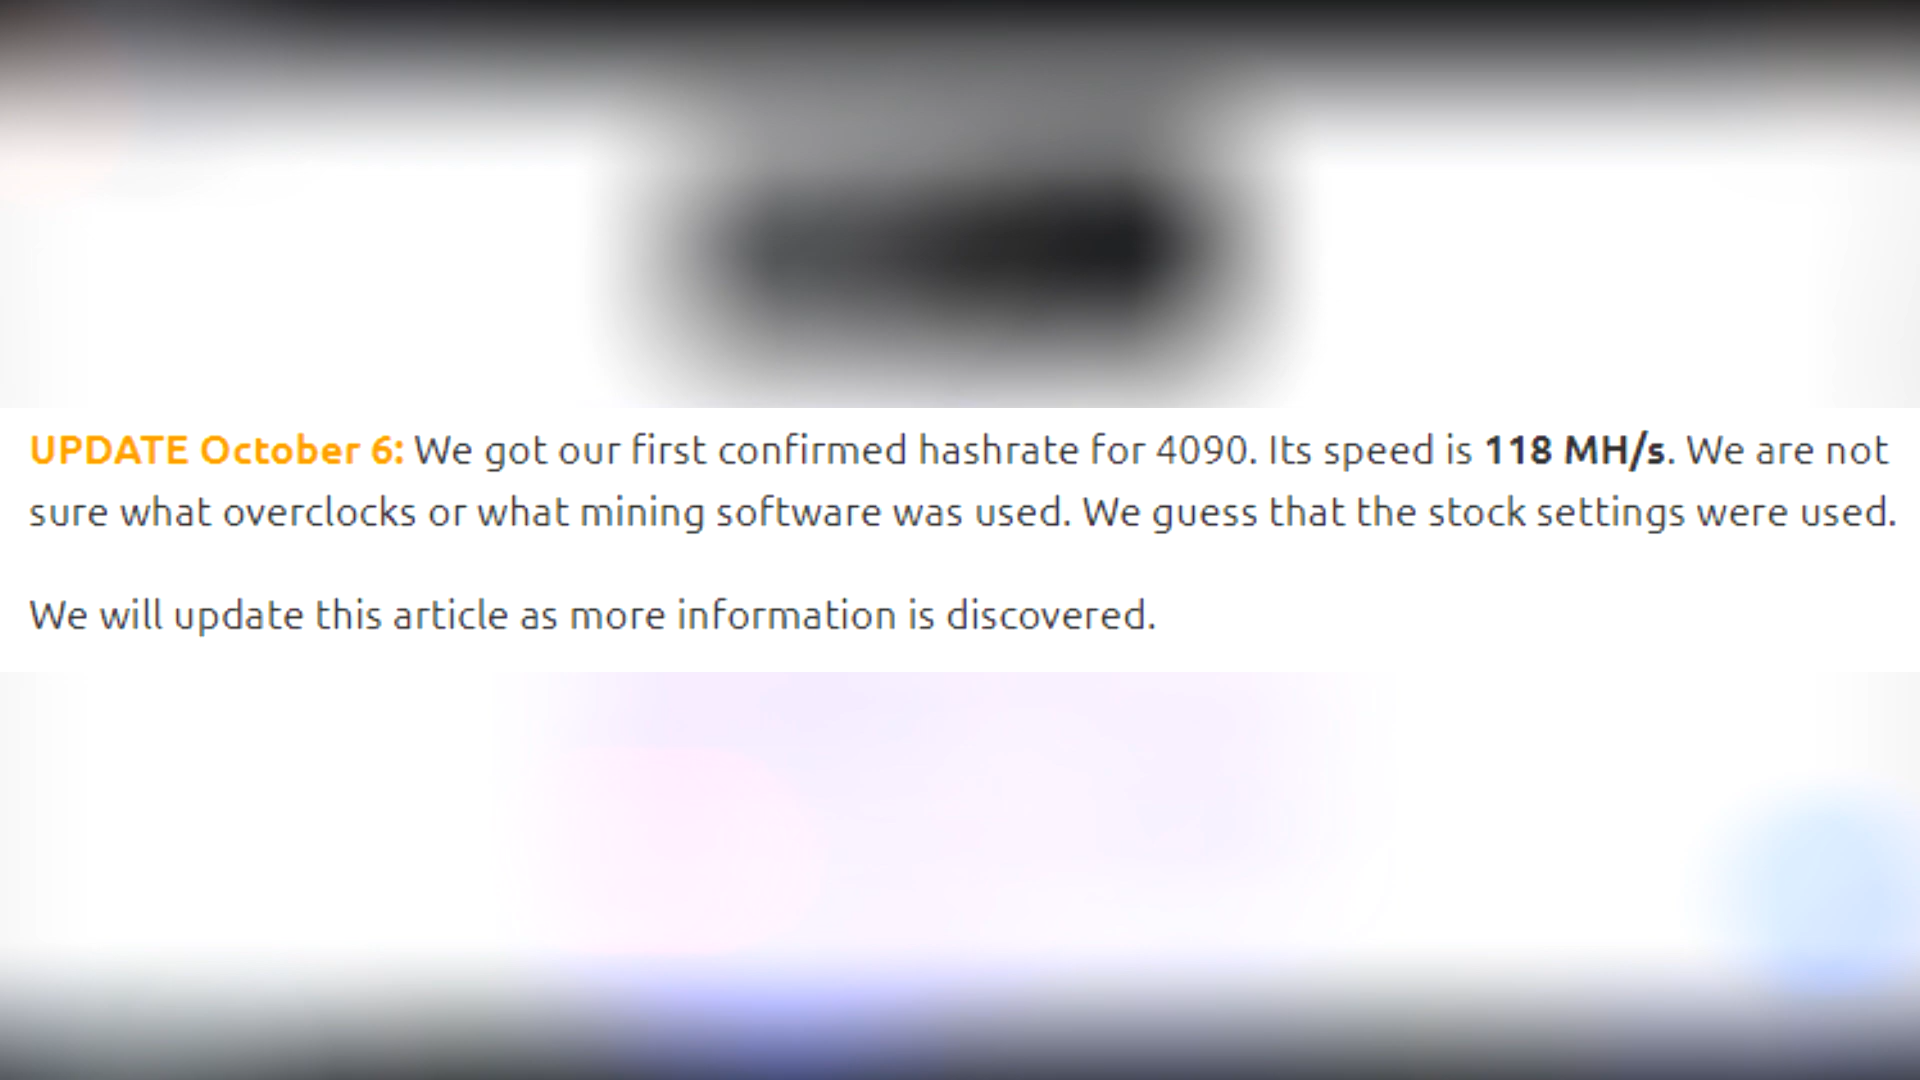 UPDATE October 6: We got our first confirmed hashrate for 4090. Its speed is 118 MH/s. We are not
sure what overclocks or what mining software was used. We guess that the stock settings were used.
We will update this article as more information is discovered.